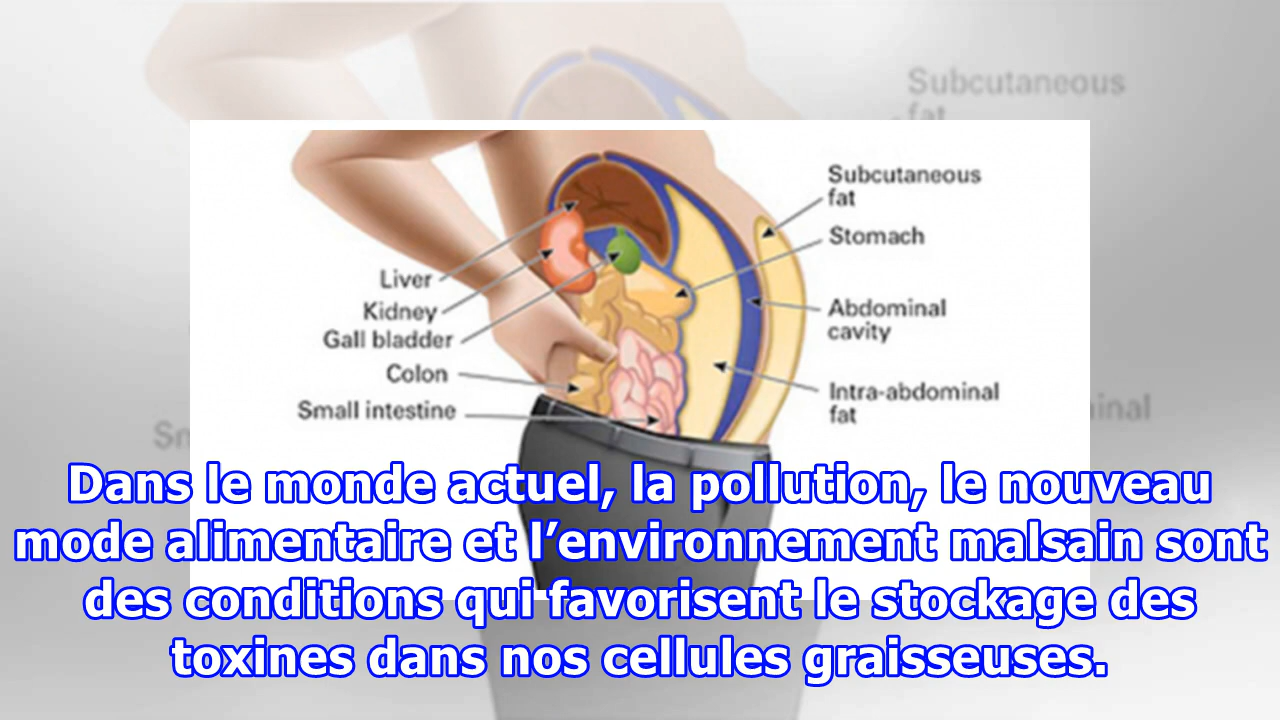 Subcutaneous
fat
Subcutaneous
fat
Stomach
Liver
Kidney
Gall bladder
Abdominal
cavity
Colon
Small intestine
Intra-abdominal
fat
Sm
inal
Dans le monde actuel, la pollution, le nouveau
mode alimentaire et l’environnement malsain sont
des conditions qui favorisent le stockage des
toxines dans nos cellules graisseuses.